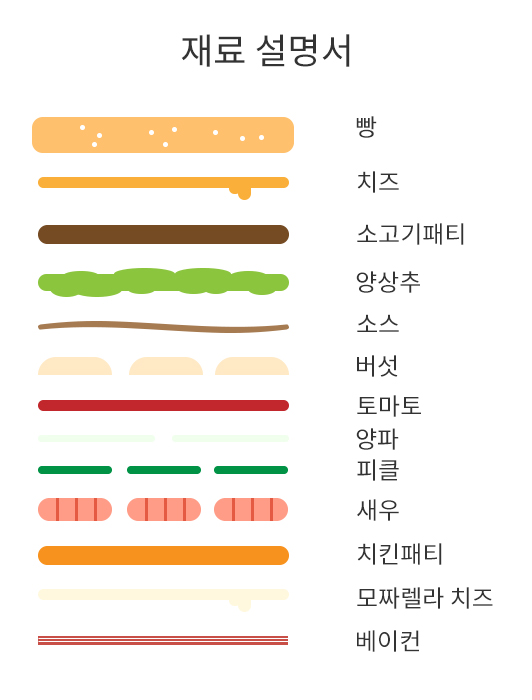 재료 설명서
빵
치즈
소고기패티
양상추
소스
버섯
토마토
양파
피클
새우
치킨패티
모짜렐라 치즈
베이컨